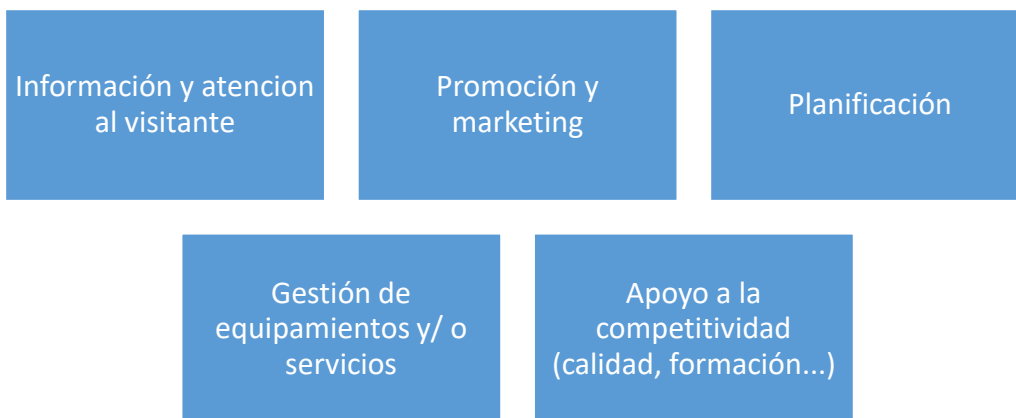 Información y atencion
al visitante
Promoción y
marketing
Planificación
Gestión de
equipamientos y/ o
servicios
Apoyo a la
competitividad
(calidad, formación...)